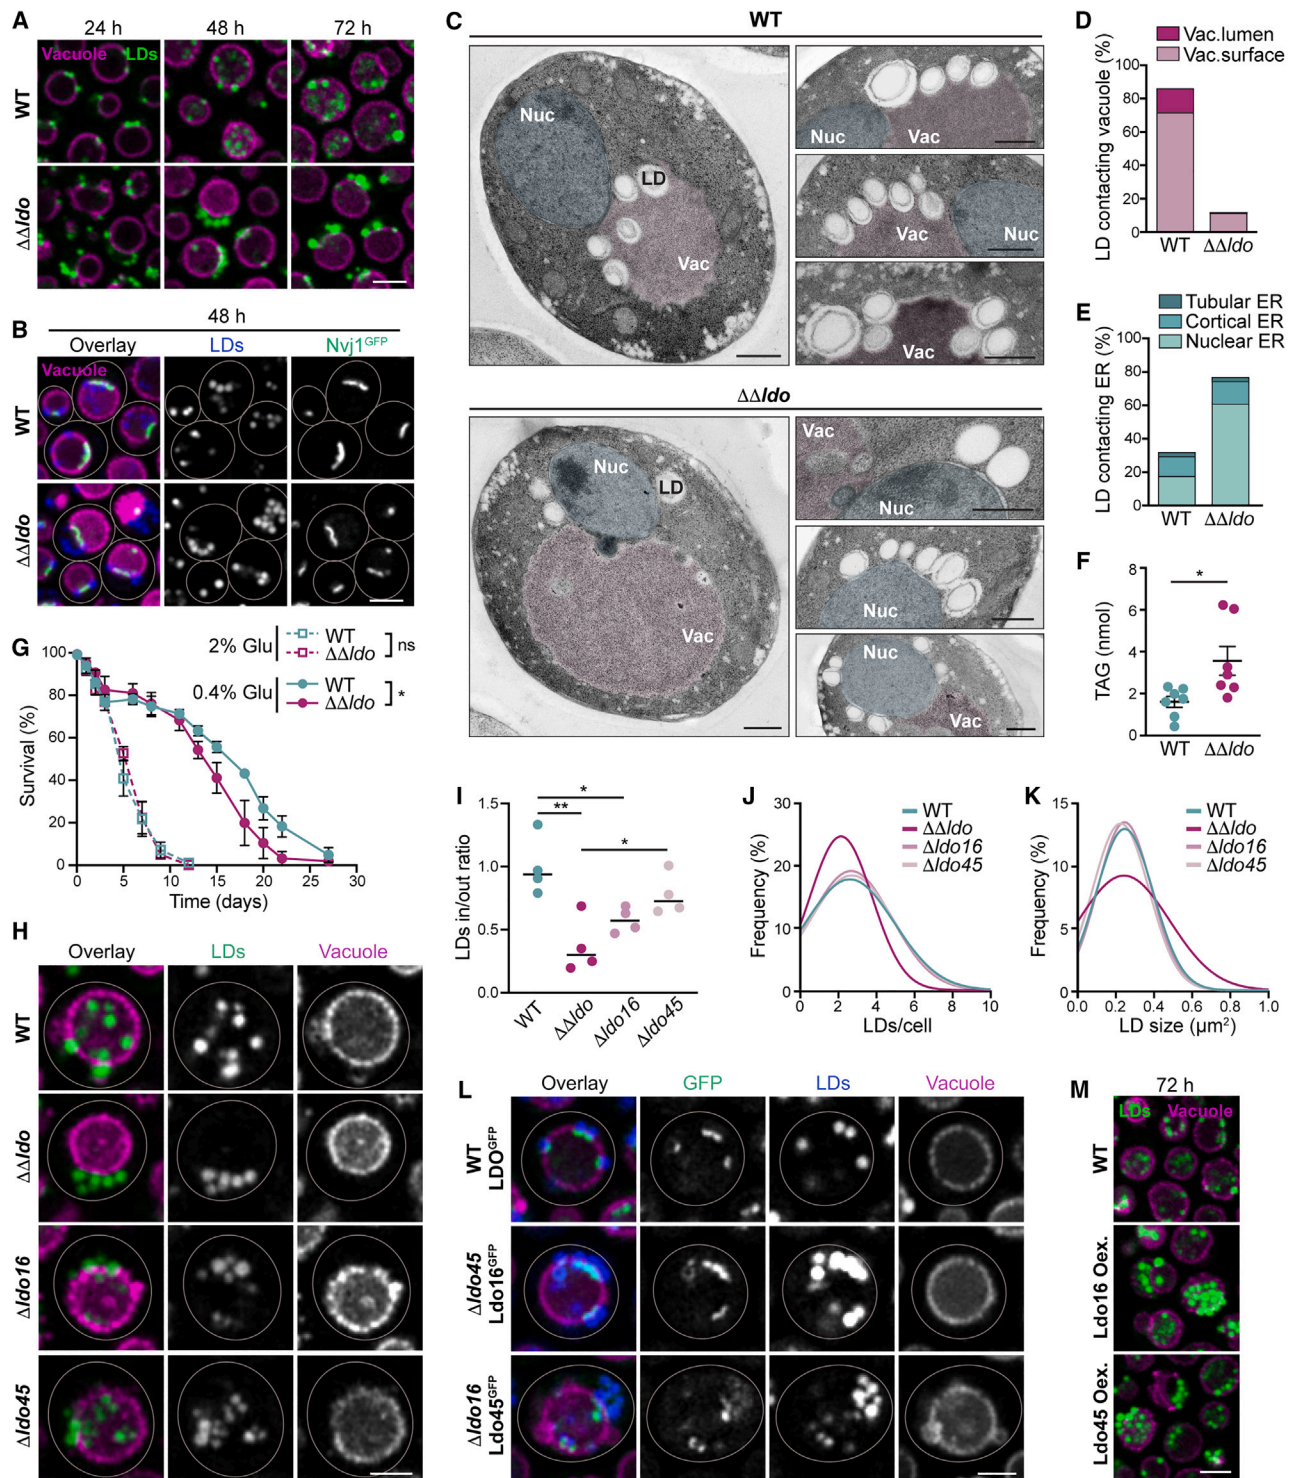 A
24 h
48 h
72 h
Vacuole
LDs
WT
ΔΔldo
B
48 h
Overlay
LDs
Nvj1GFP
Vacuole
WT
ΔΔldo
C
WT
Nuc
LD
Vac
Nuc
Vac
Vac
Nuc
Vac
ΔΔldo
Nuc
LD
Vac
Vac
Nuc
Nuc
Nuc
Vac
D
Vac.lumen
Vac.surface
LD contacting vacuole (%)
100
80
60
40
20
0
WT
ΔΔldo
E
Tubular ER
Cortical ER
Nuclear ER
LD contacting ER (%)
100
80
60
40
20
0
WT
ΔΔldo
F
TAG (nmol)
8
6
4
2
0
*
WT
ΔΔldo
G
2% Glu
WT
ΔΔldo
ns
0.4% Glu
WT
ΔΔldo
*
Survival (%)
100
80
60
40
20
0
0 5 10 15 20 25 30
Time (days)
H
Overlay
LDs
Vacuole
WT
ΔΔldo
Δldo16
Δldo45
I
LDs in/out ratio
1.5
1.0
0.5
0.0
*
**
*
WT
ΔΔldo
Δldo16
Δldo45
J
Frequency (%)
30
20
10
0
WT
ΔΔldo
Δldo16
Δldo45
0 2 4 6 8 10
LDs/cell
K
Frequency (%)
15
10
5
0
WT
ΔΔldo
Δldo16
Δldo45
0.0 0.2 0.4 0.6 0.8 1.0
LD size (μm²)
L
Overlay
GFP
LDs
Vacuole
WT
LDOGFP
Δldo45
Ldo16GFP
Δldo16
Ldo45GFP
M
72 h
LDs
Vacuole
WT
Ldo16 Oex.
Ldo45 Oex.